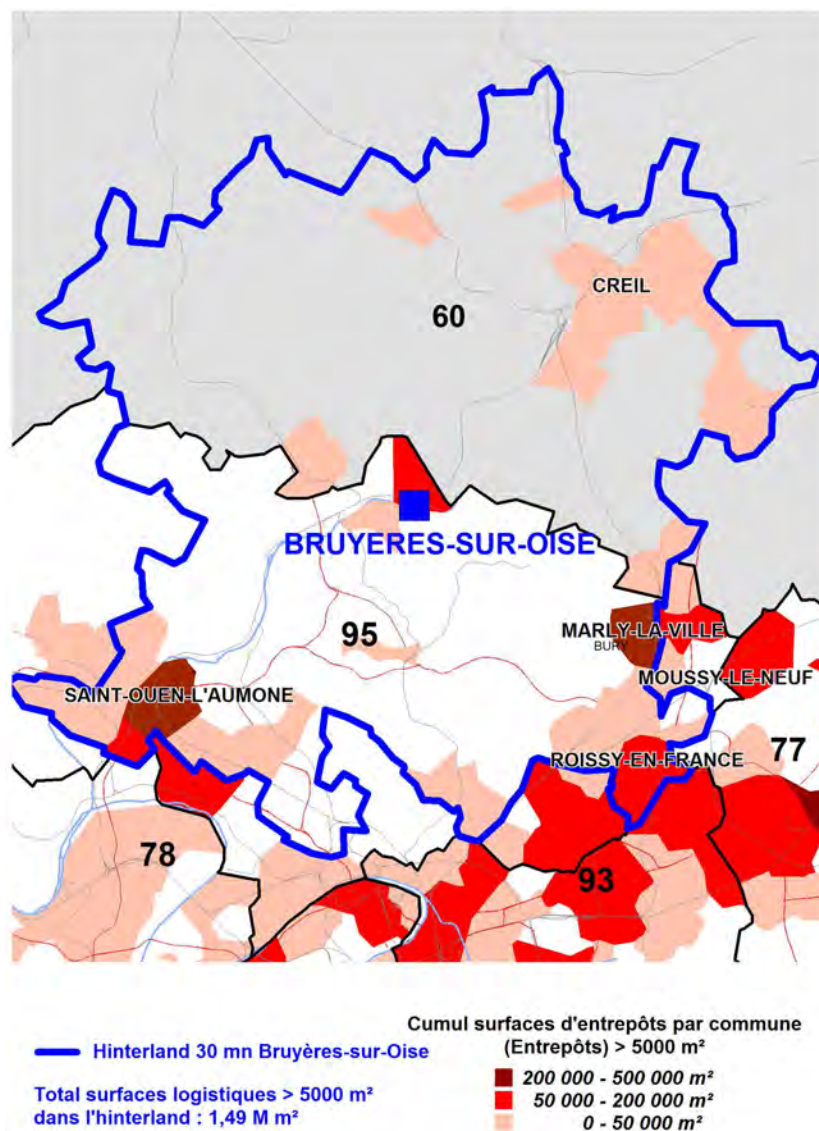 CREIL
60
BRUYERES-SUR-OISE
95
MARLY-LA-VILLE
BURY
MOUSSY-LE-NEUF
SAINT-OUEN-L'AUMONE
ROISSY-EN-FRANCE
77
78
93
Hinterland 30 mn Bruyères-sur-Oise
Total surfaces logistiques > 5000 m²
dans l'hinterland : 1,49 M m²
Cumul surfaces d'entrepôts par commune
(Entrepôts) > 5000 m²
200 000 - 500 000 m²
50 000 - 200 000 m²
0 - 50 000 m²